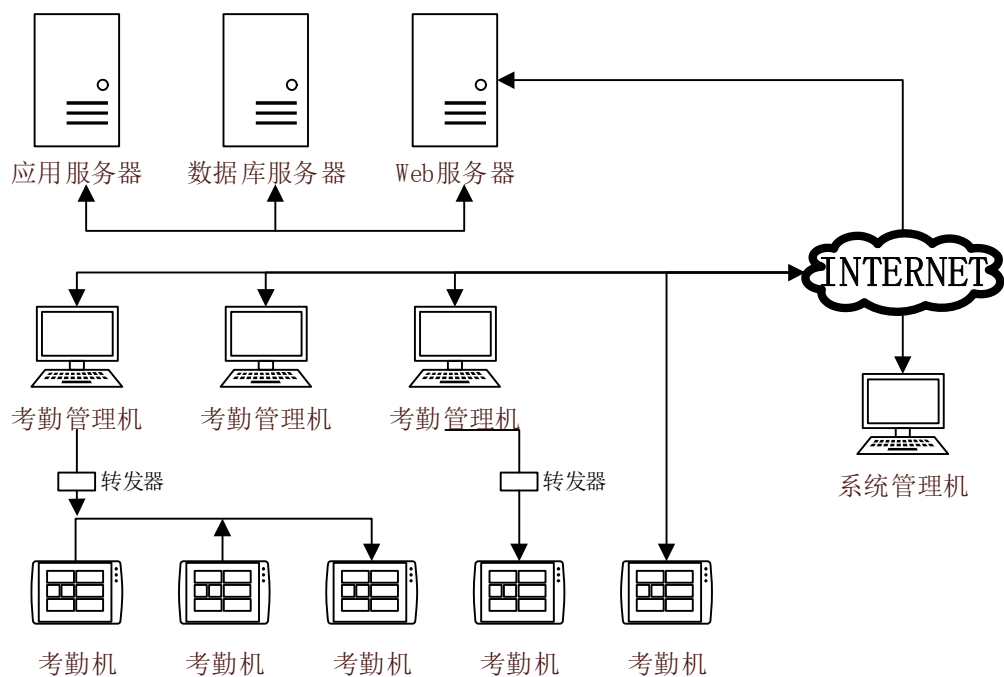 应用服务器
数据库服务器
Web服务器
INTERNET
考勤管理机
考勤管理机
考勤管理机
系统管理机
转发器
转发器
考勤机
考勤机
考勤机
考勤机
考勤机